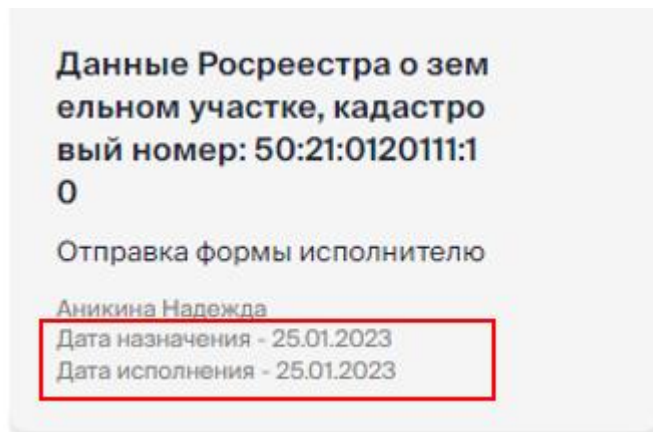 Данные Росреестра о зем
ельном участке, кадастро
вый номер: 50:21:0120111:1
0
Отправка формы исполнителю
Аникина Надежда
Дата назначения - 25.01.2023
Дата исполнения - 25.01.2023